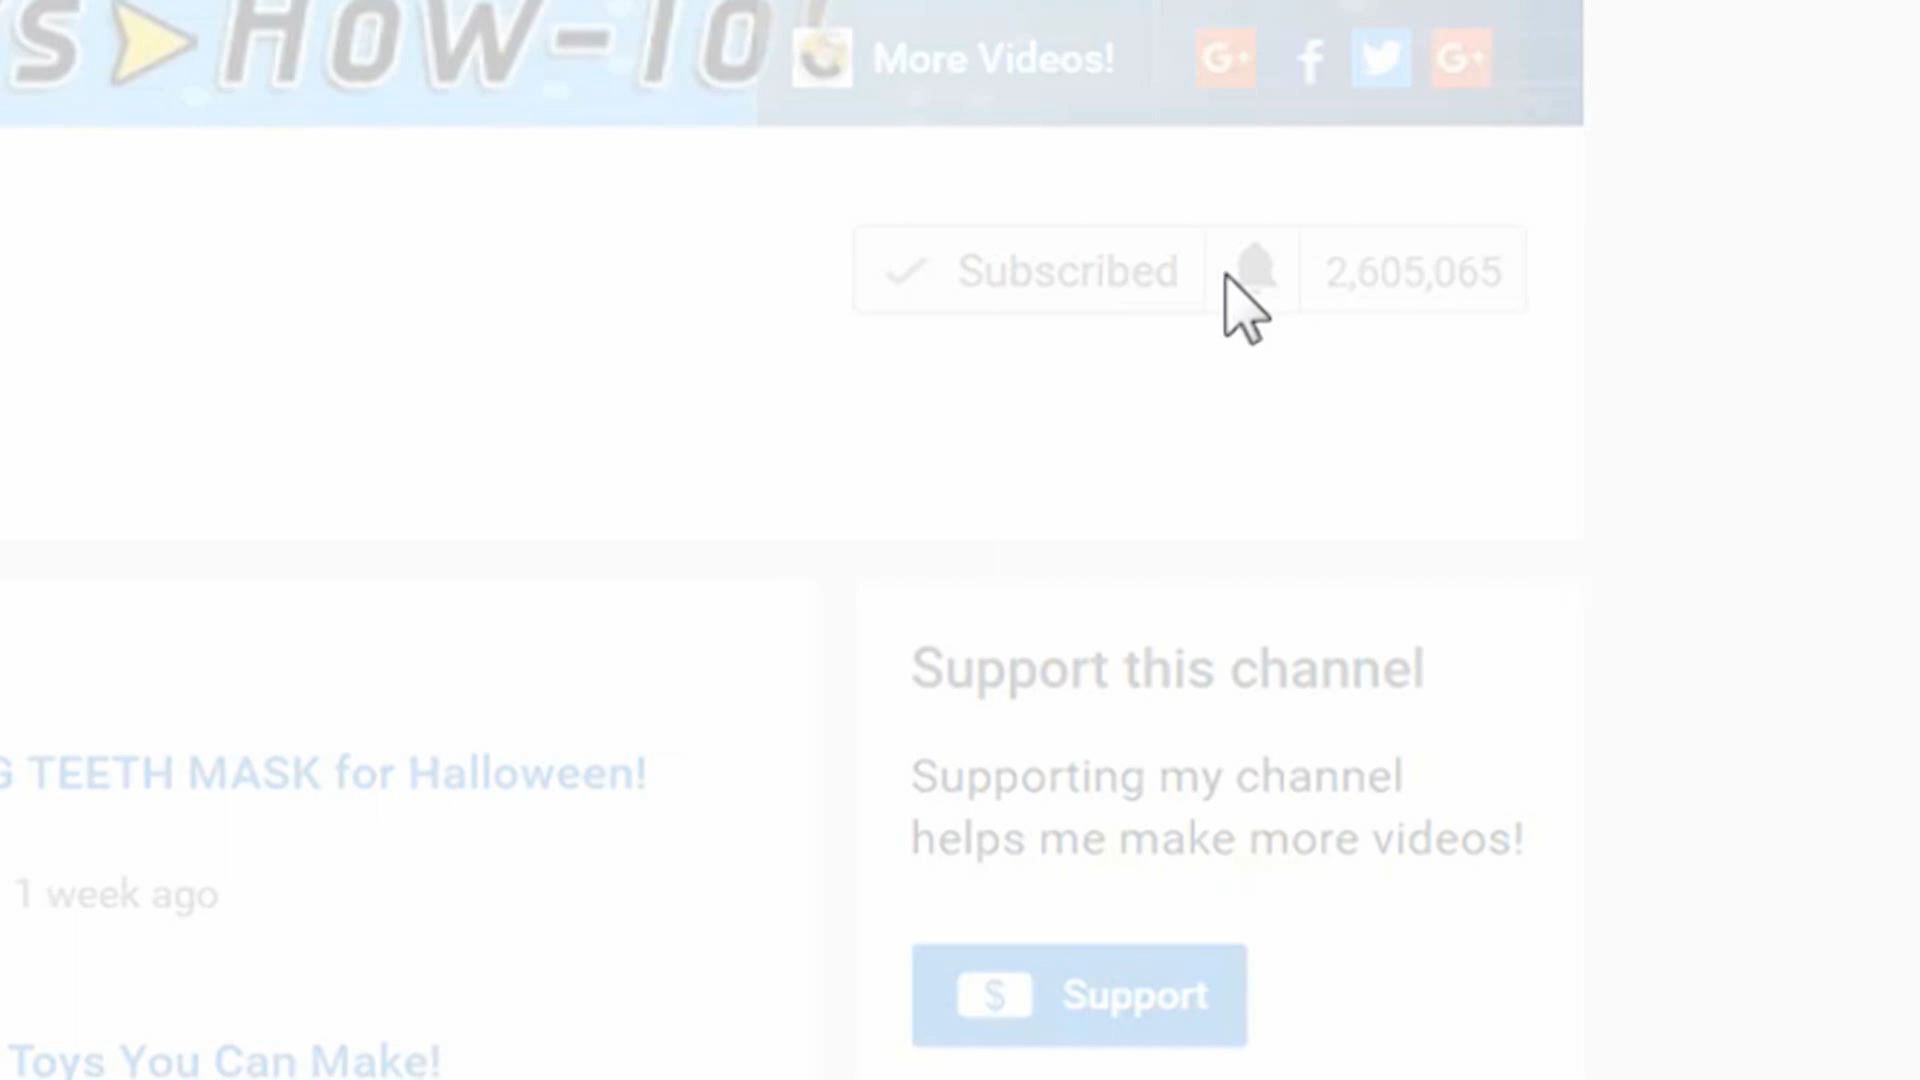 s HOW-TO!
More Videos!
G+ f G+
Subscribed 2,605,065
Support this channel
Supporting my channel
helps me make more videos!
G TEETH MASK for Halloween!
1 week ago
$ Support
Toys You Can Make!